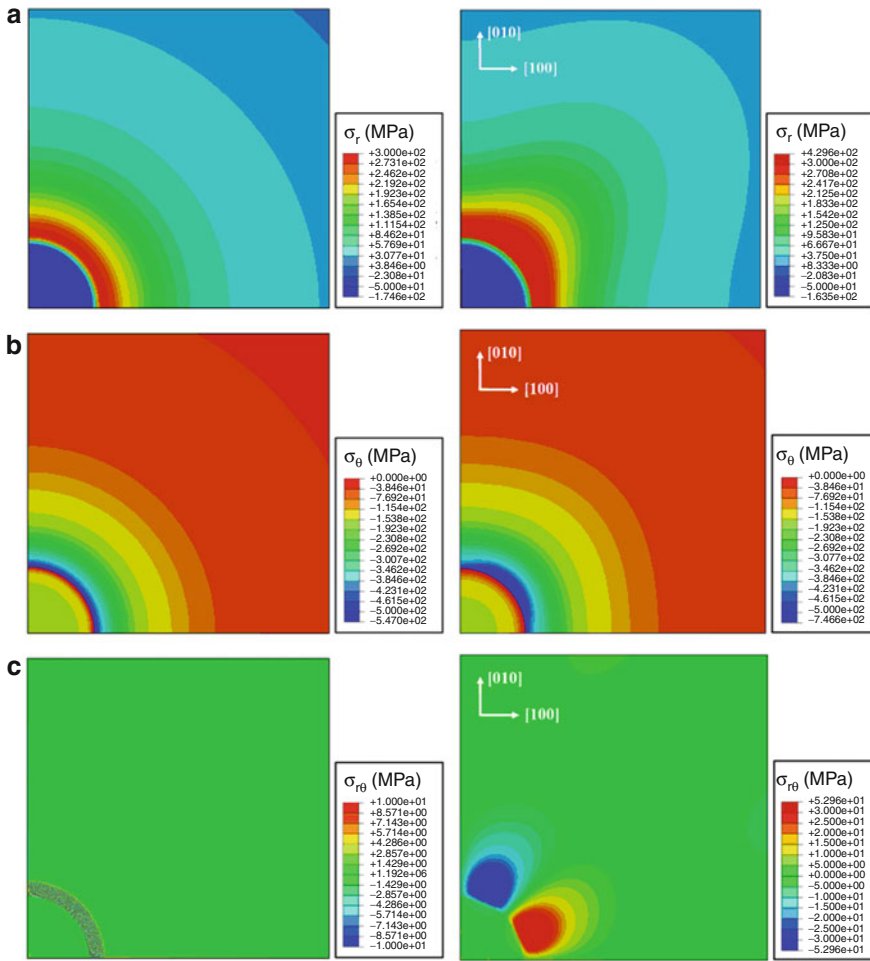 a
σr (MPa)
+3.000e+02
+2.731e+02
+2.462e+02
+2.192e+02
+1.923e+02
+1.654e+02
+1.385e+02
+1.1154e+02
+8.462e+01
+5.769e+01
+3.077e+01
+3.846e+00
−2.308e+01
−5.000e+01
−1.746e+02
[010]
[100]
σr (MPa)
+4.296e+02
+3.000e+02
+2.708e+02
+2.417e+02
+2.125e+02
+1.833e+02
+1.542e+02
+1.250e+02
+9.583e+01
+6.667e+01
+3.750e+01
+8.333e+00
−2.083e+01
−5.000e+01
−1.635e+02
b
σθ (MPa)
+0.000e+00
−3.846e+01
−7.692e+01
−1.154e+02
−1.538e+02
−1.923e+02
−2.308e+02
−2.692e+02
−3.007e+02
−3.462e+02
−3.846e+02
−4.231e+02
−4.615e+02
−5.000e+02
−5.470e+02
[010]
[100]
σθ (MPa)
+0.000e+00
−3.846e+01
−7.692e+01
−1.154e+02
−1.538e+02
−1.923e+02
−2.308e+02
−2.692e+02
−3.077e+02
−3.462e+02
−3.846e+02
−4.231e+02
−4.615e+02
−5.000e+02
−7.466e+02
c
σrθ (MPa)
+1.000e+01
+8.571e+00
+7.143e+00
+5.714e+00
+4.286e+00
+2.857e+00
+1.429e+00
+1.192e+06
−1.429e+00
−2.857e+00
−4.286e+00
−5.714e+00
−7.143e+00
−8.571e+00
−1.000e+01
[010]
[100]
σrθ (MPa)
+5.296e+01
+3.000e+01
+2.500e+01
+2.000e+01
+1.500e+01
+1.000e+01
+5.000e+00
+0.000e+00
−5.000e+00
−1.000e+01
−1.500e+01
−2.000e+01
−2.500e+01
−3.000e+01
−5.296e+01